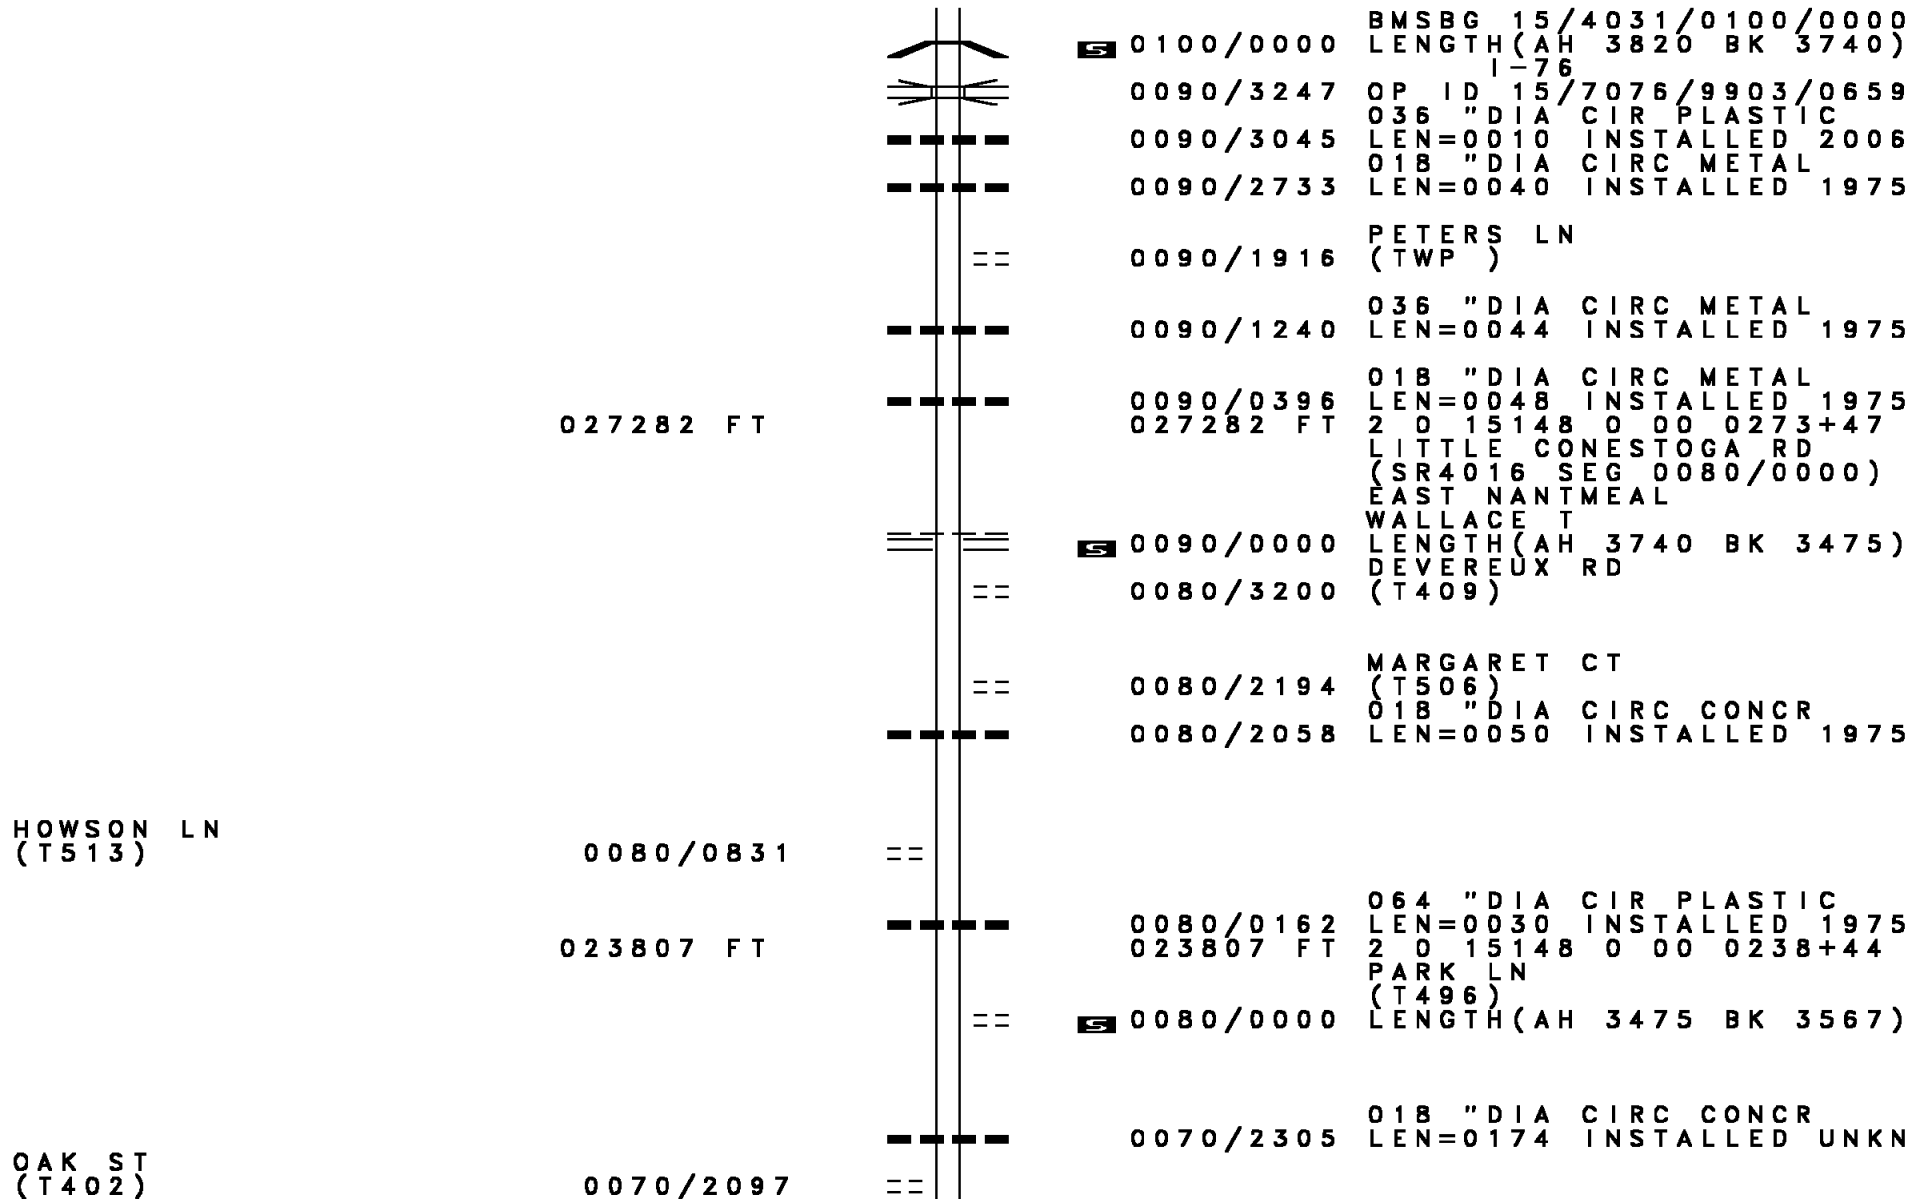 BMSBG 15/4031/0100/0000
S 0100/0000 LENGTH(AH 3820 BK 3740)
I-76
0090/3247 OP ID 15/7076/9903/0659
036 "DIA CIR PLASTIC
0090/3045 LEN=0010 INSTALLED 2006
018 "DIA CIRC METAL
0090/2733 LEN=0040 INSTALLED 1975
PETERS LN
0090/1916 (TWP )
036 "DIA CIRC METAL
0090/1240 LEN=0044 INSTALLED 1975
018 "DIA CIRC METAL
0090/0396 LEN=0048 INSTALLED 1975
027282 FT 027282 FT 2 0 15148 0 00 0273+47
LITTLE CONESTOGA RD
(SR4016 SEG 0080/0000)
EAST NANTMEAL
WALLACE T
S 0090/0000 LENGTH(AH 3740 BK 3475)
DEVEREUX RD
0080/3200 (T409)
MARGARET CT
0080/2194 (T506)
018 "DIA CIRC CONCR
0080/2058 LEN=0050 INSTALLED 1975
HOWSON LN
(T513) 0080/0831
064 "DIA CIR PLASTIC
0080/0162 LEN=0030 INSTALLED 1975
023807 FT 023807 FT 2 0 15148 0 00 0238+44
PARK LN
(T496)
S 0080/0000 LENGTH(AH 3475 BK 3567)
018 "DIA CIRC CONCR
0070/2305 LEN=0174 INSTALLED UNKN
OAK ST
(T402) 0070/2097